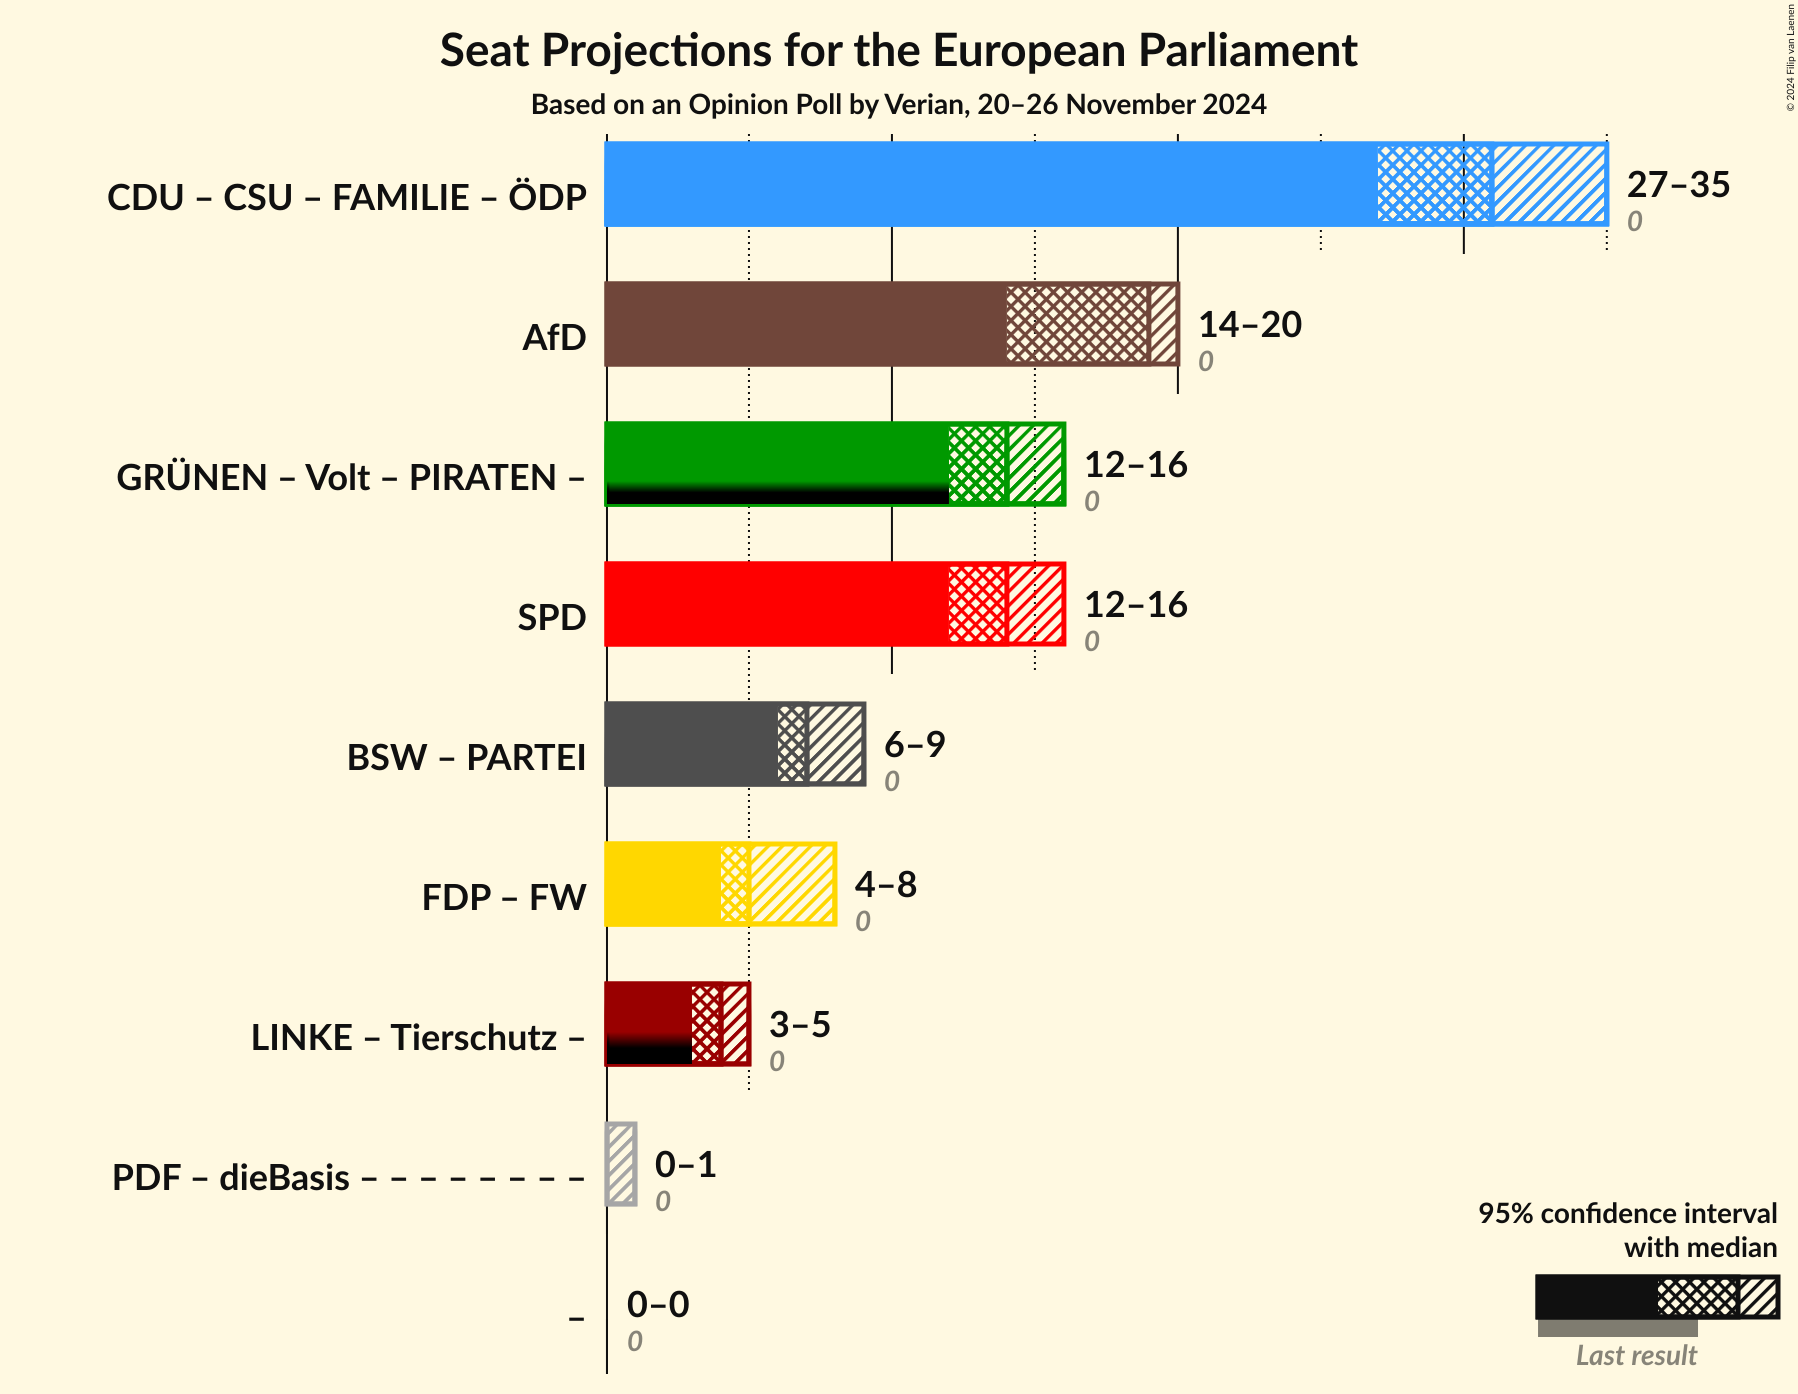 Seat Projections for the European Parliament
Based on an Opinion Poll by Verian, 20–26 November 2024
© 2024 Filip van Laenen
CDU – CSU – FAMILIE – ÖDP
27–35
0
AfD
14–20
0
GRÜNEN – Volt – PIRATEN –
12–16
0
SPD
12–16
0
BSW – PARTEI
6–9
0
FDP – FW
4–8
0
LINKE – Tierschutz –
3–5
0
PDF – dieBasis – – – – – – – –
0–1
0
–
0–0
0
95% confidence interval
with median
Last result